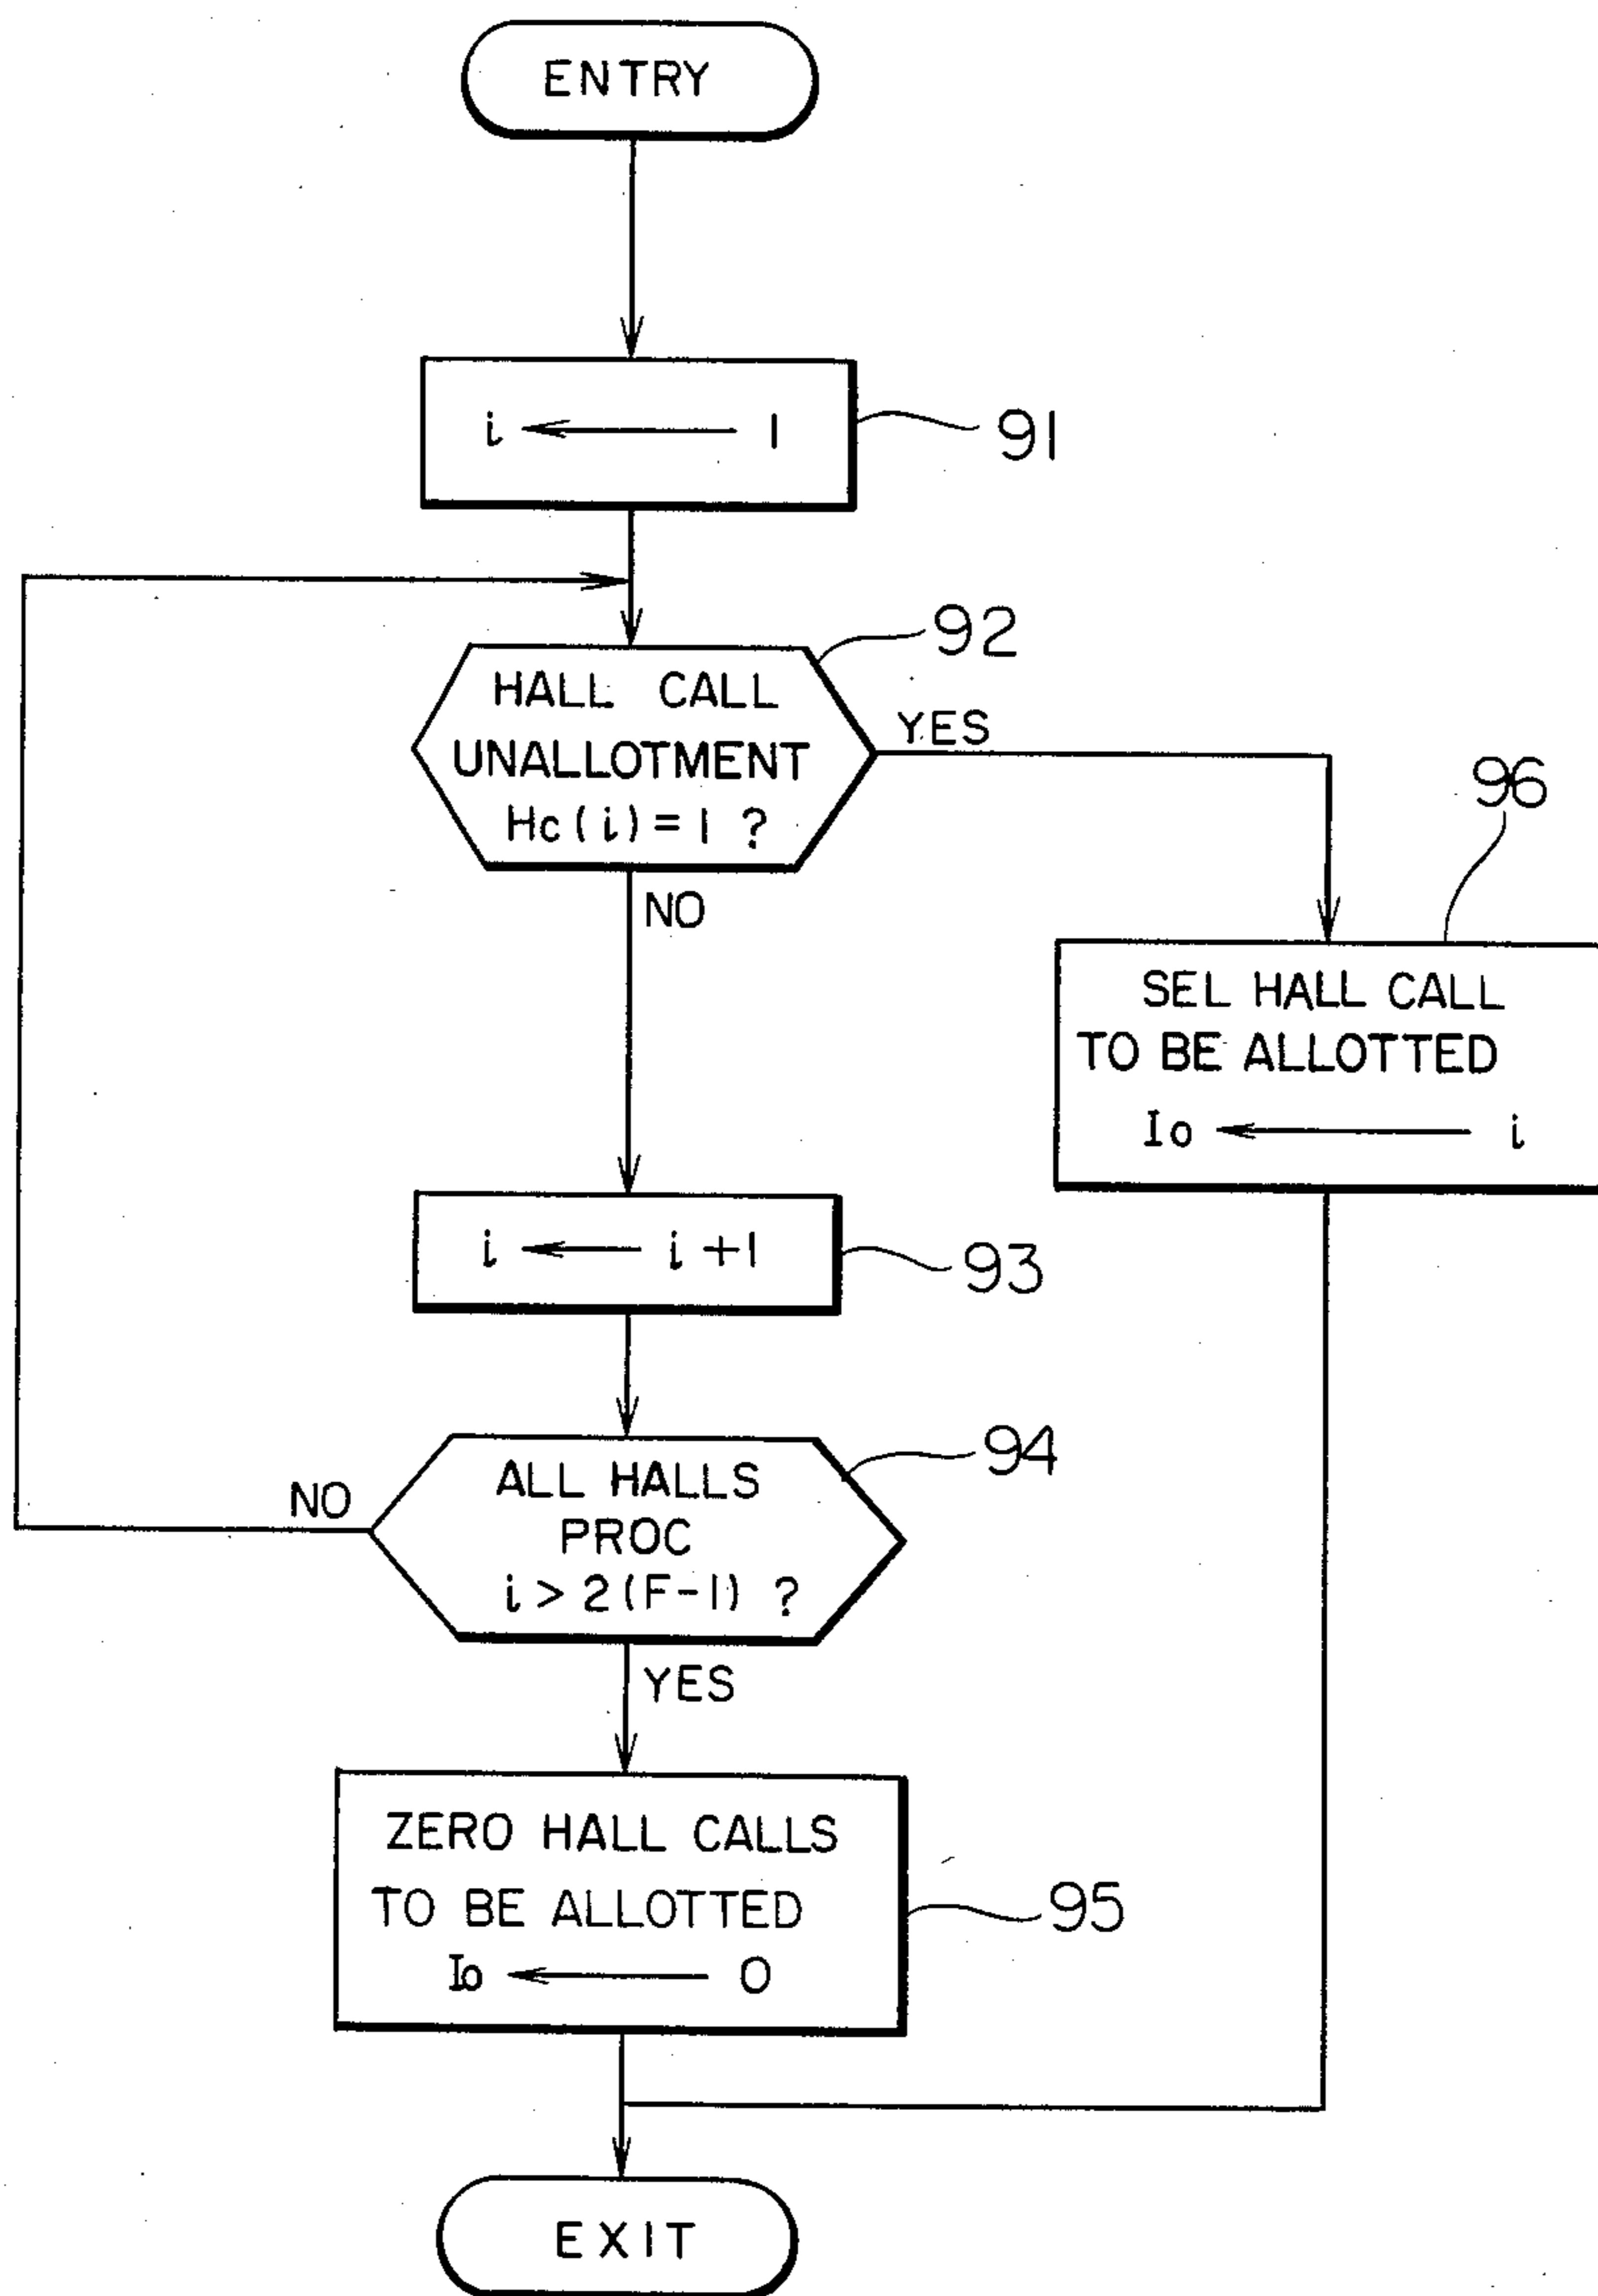 ENTRY
i ← 1
91
92
HALL CALL
UNALLOTMENT
Hc(i)=1 ?
YES
NO
96
SEL HALL CALL
TO BE ALLOTTED
Io ← i
i ← i+1
93
94
ALL HALLS
PROC
i > 2(F-1) ?
NO
YES
ZERO HALL CALLS
TO BE ALLOTTED
Io ← 0
95
EXIT